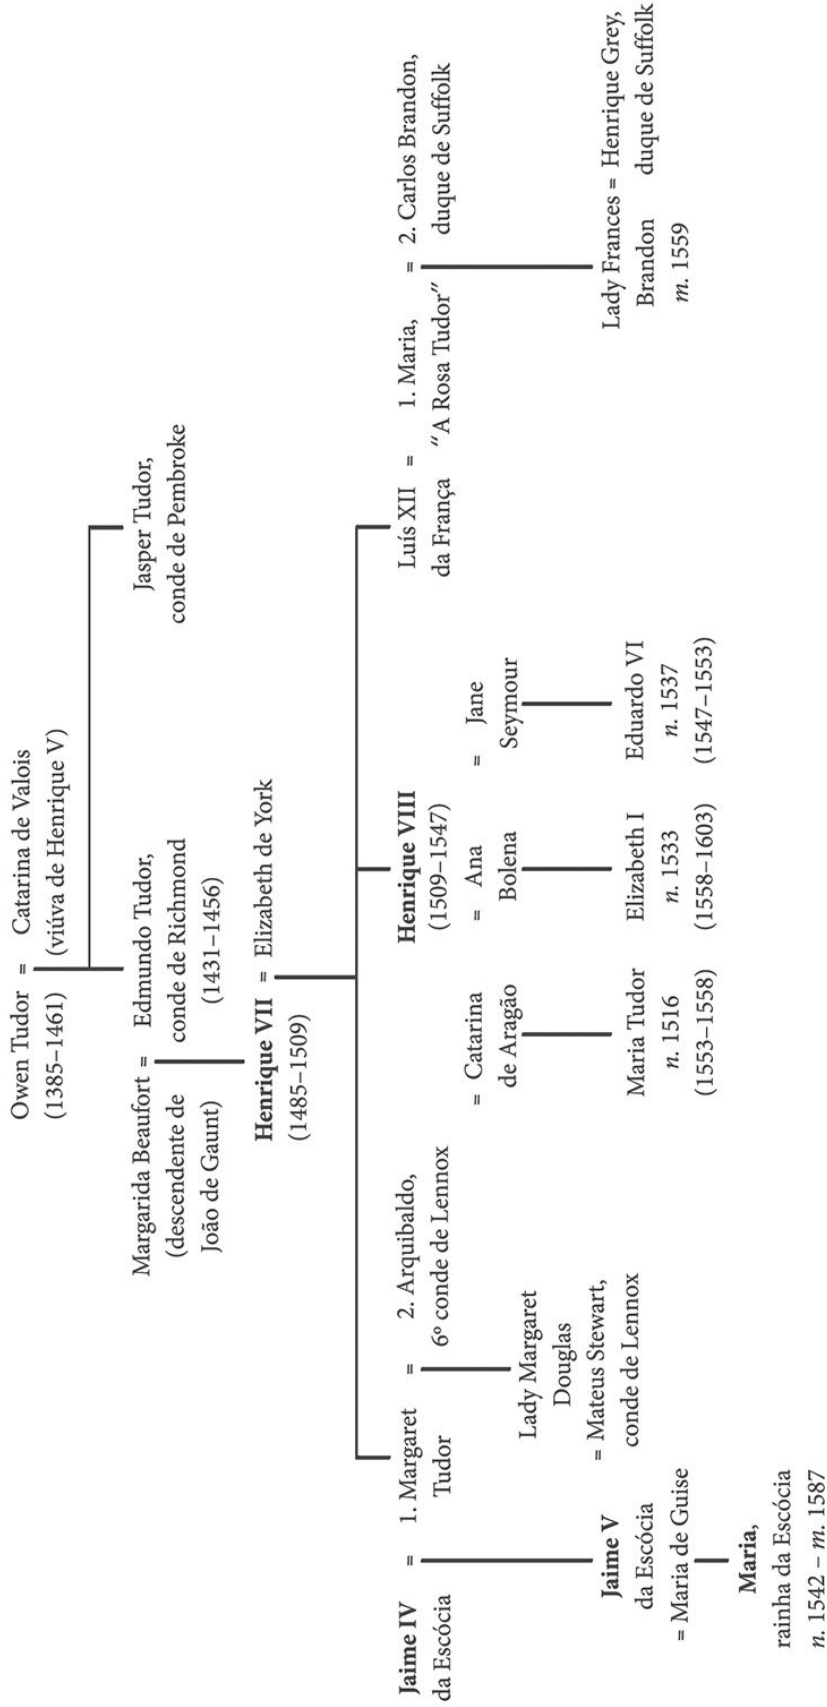 Owen Tudor = Catarina de Valois
(1385–1461) (viúva de Henrique V)
Margarida Beaufort = Edmundo Tudor,
(descendente de conde de Richmond
João de Gaunt) (1431–1456)
Jasper Tudor,
conde de Pembroke
Henrique VII = Elizabeth de York
(1485–1509)
Jaime IV = 1. Margaret = 2. Arquibaldo,
da Escócia Tudor 6º conde de Lennox
Henrique VIII
(1509–1547)
Luís XII = 1. Maria, = 2. Carlos Brandon,
da França “A Rosa Tudor” duque de Suffolk
= Catarina = Ana = Jane
de Aragão Bolena Seymour
Lady Margaret
Douglas
= Mateus Stewart,
conde de Lennox
Jaime V
da Escócia
= Maria de Guise
Maria Tudor
n. 1516
(1553–1558)
Elizabeth I
n. 1533
(1558–1603)
Eduardo VI
n. 1537
(1547–1553)
Lady Frances = Henrique Grey,
Brandon duque de Suffolk
m. 1559
Maria,
rainha da Escócia
n. 1542 – m. 1587